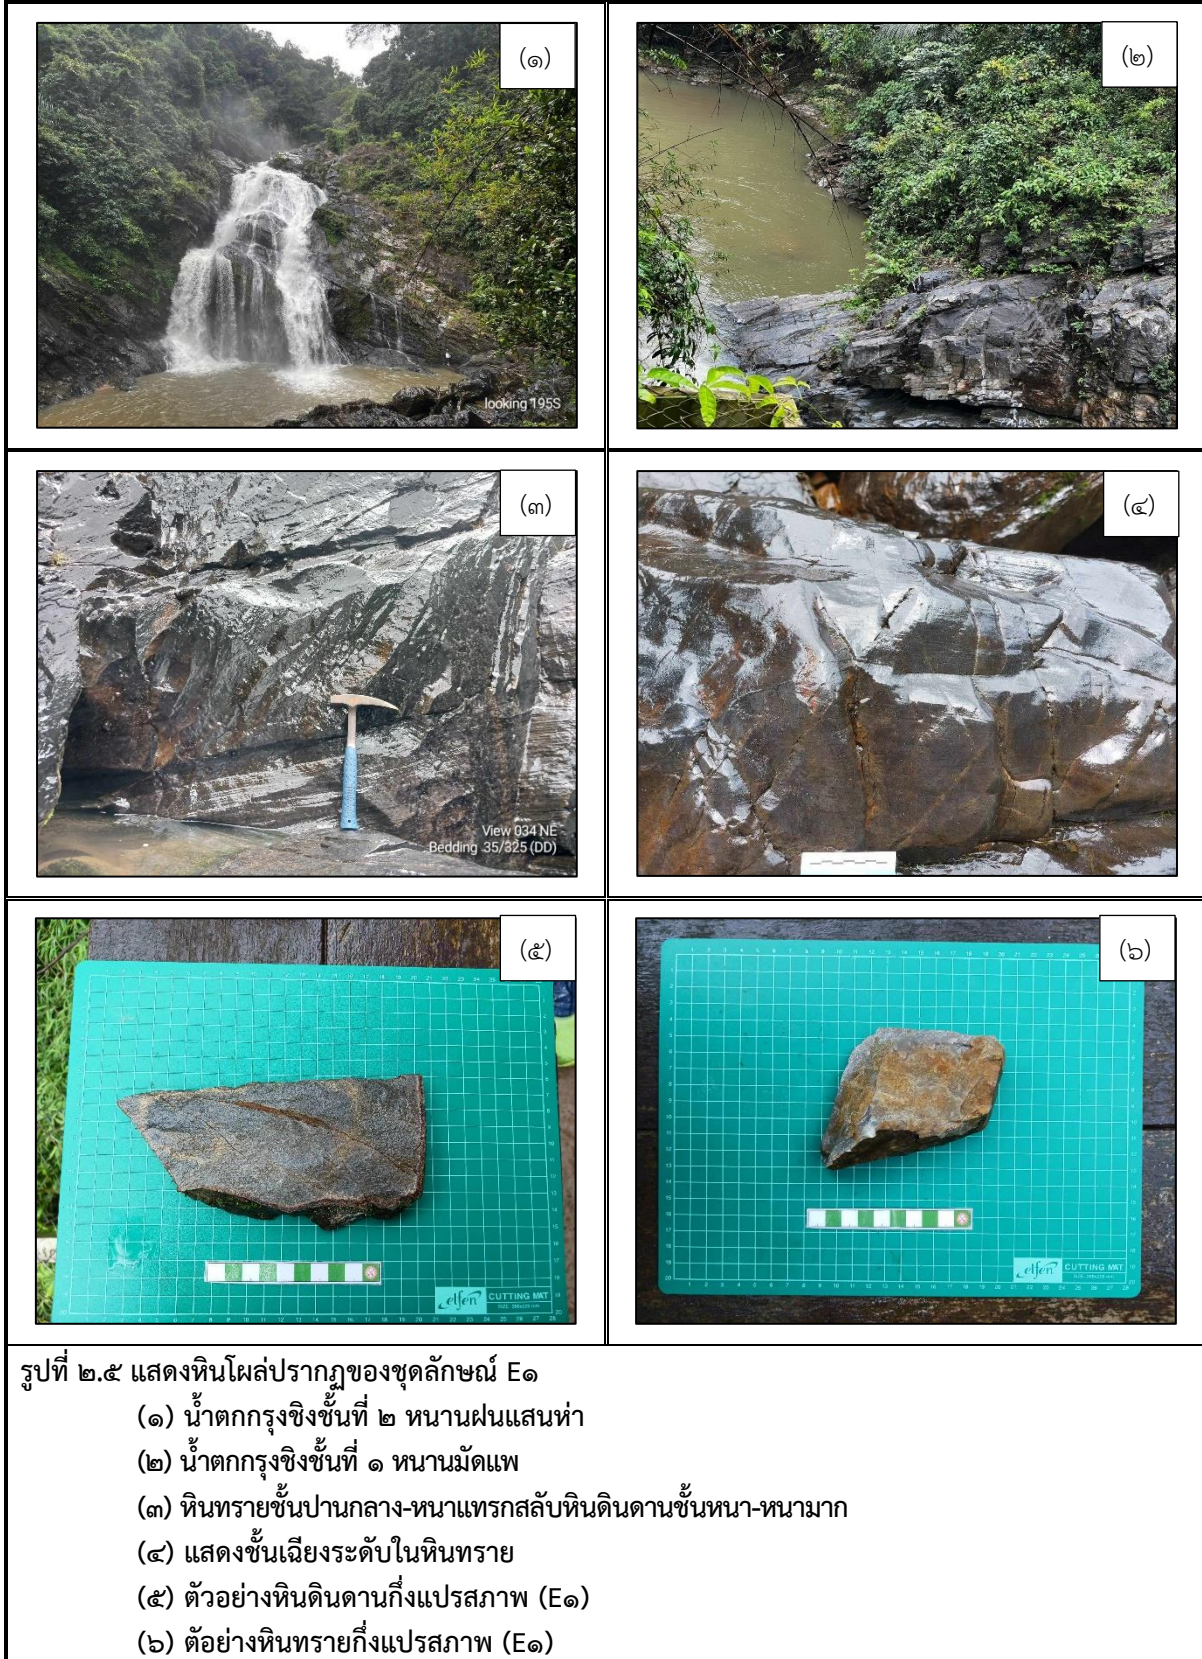 (๑)
(๒)
looking 195S
(๓)
(๔)
View 034 NE
Bedding 35/325 (DD)
(๕)
(๖)
elfen CUTTING MAT
elfen CUTTING MAT
รูปที่ ๒.๕ แสดงหินโผล่ปรากฏของชุดลักษณ์ E๑
(๑) น้ำตกกรุงชิงชั้นที่ ๒ หนานฝนแสนห่า
(๒) น้ำตกกรุงชิงชั้นที่ ๑ หนานมัดแพ
(๓) หินทรายชั้นปานกลาง-หนาแทรกสลับหินดินดานชั้นหนา-หนามาก
(๔) แสดงชั้นเฉียงระดับในหินทราย
(๕) ตัวอย่างหินดินดานกึ่งแปรสภาพ (E๑)
(๖) ตัอย่างหินทรายกึ่งแปรสภาพ (E๑)